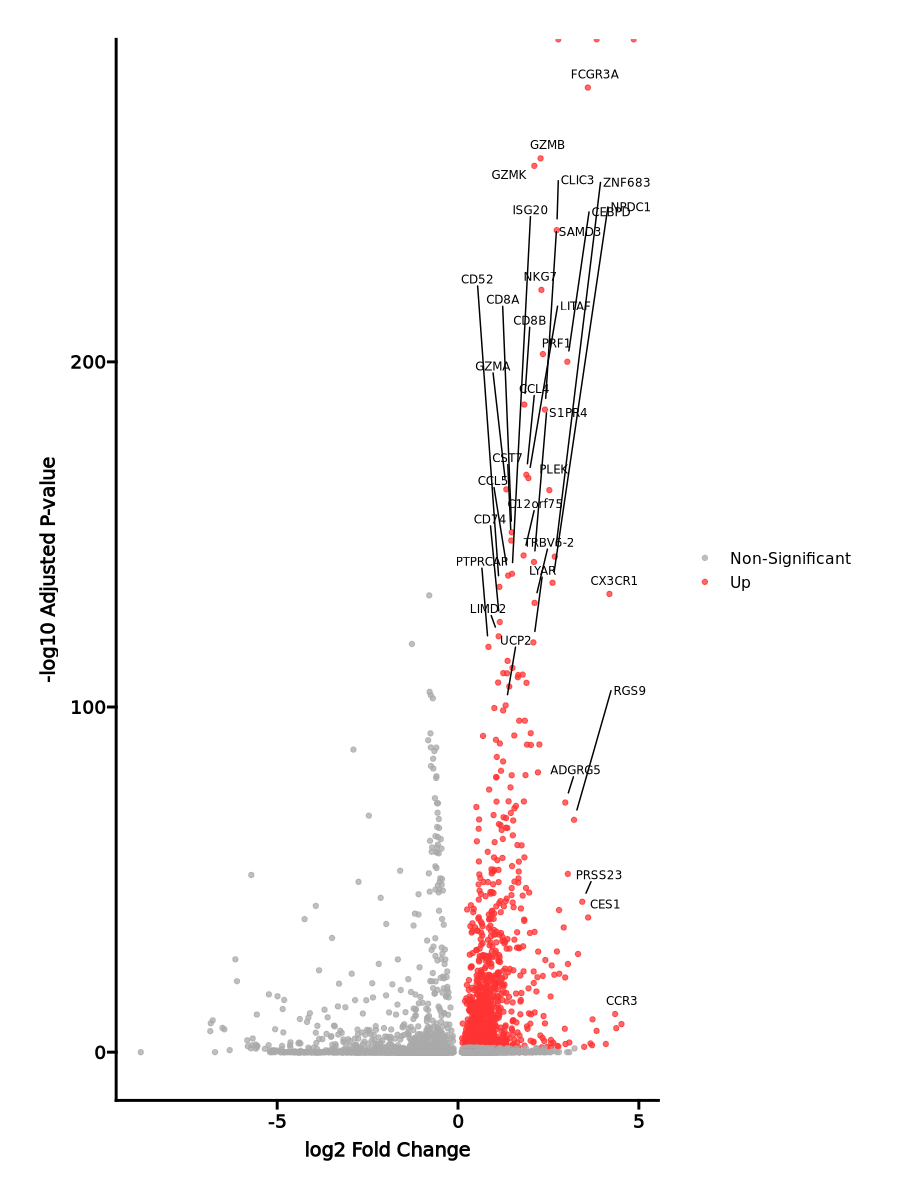 FCGR3A
GZMB
GZMK
CLIC3
ZNF683
ISG20
NPDC1
CEBPD
SAMD3
CD52
NKG7
CD8A
LITAF
CD8B
PRF1
GZMA
200
CCL4
S1PR4
CST7
PLEK
CCL5
C12orf75
CD74
TRBV6-2
PTPRCAP
LYAR
Non-Significant
Up
CX3CR1
LIMD2
UCP2
RGS9
100
ADGRG5
PRSS23
CES1
CCR3
0
-5
0
5
log2 Fold Change
-log10 Adjusted P-value